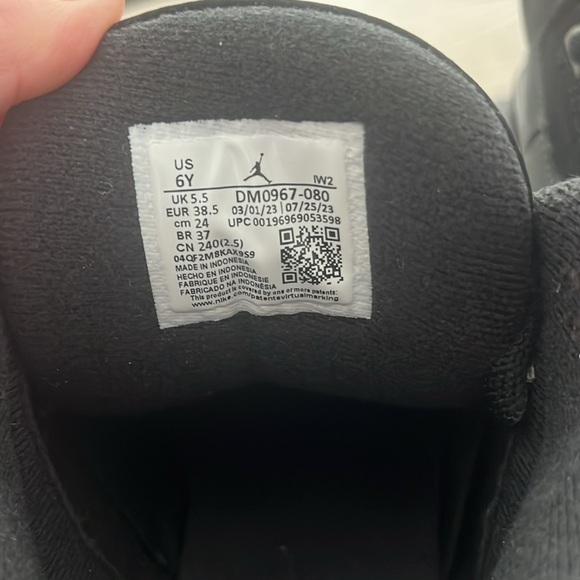 US
6Y
IW2
UK 5.5
DM0967-080
EUR 38.5
03/01/23 | 07/25/23
cm 24
UPC 00196969053598
BR 37
CN 240(2.5)
04QF2M8KAX9S9
MADE IN INDONESIA
HECHO EN INDONESIA
FABRIQUE EN INDONESIE
FABRICADO NA INDONÉSIA
This product is covered by one or more patents.
www.nike.com/patentsvirtualmarking